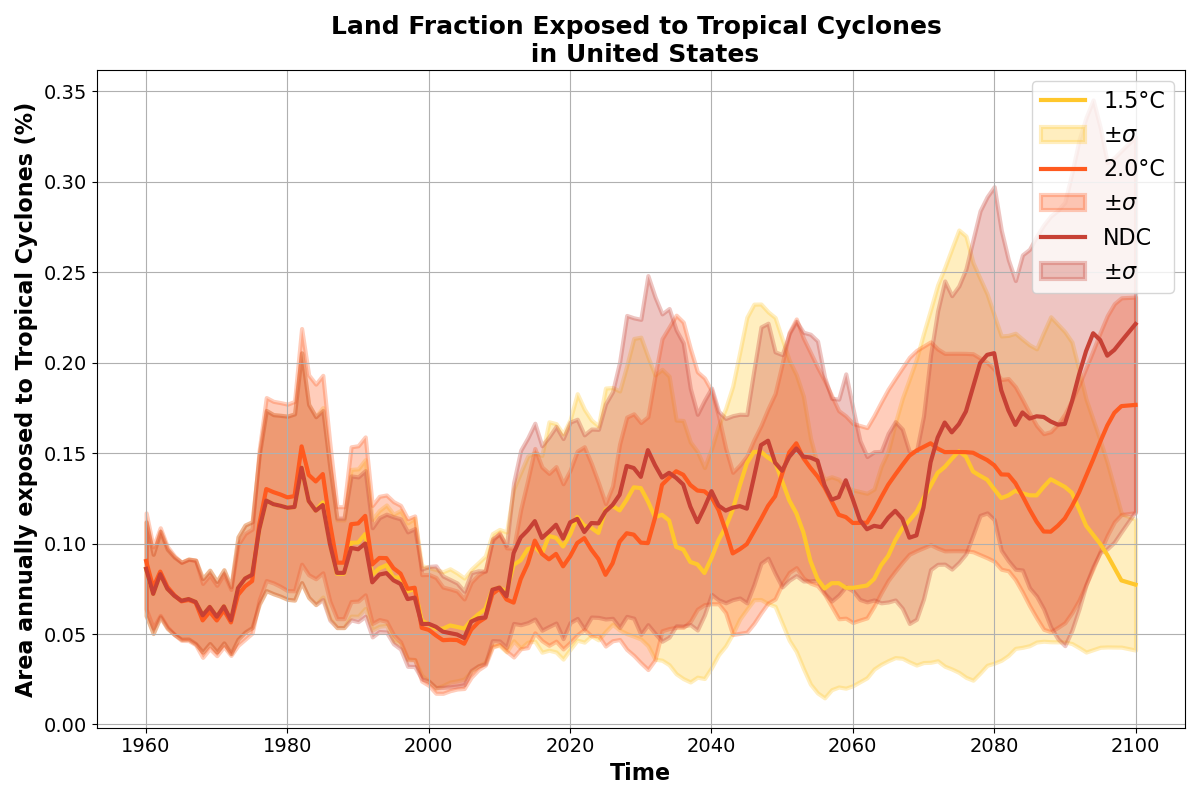 Land Fraction Exposed to Tropical Cyclones
in United States
Area annually exposed to Tropical Cyclones (%)
0.35
0.30
0.25
0.20
0.15
0.10
0.05
0.00
1.5°C
±σ
2.0°C
±σ
NDC
±σ
1960
1980
2000
2020
2040
2060
2080
2100
Time